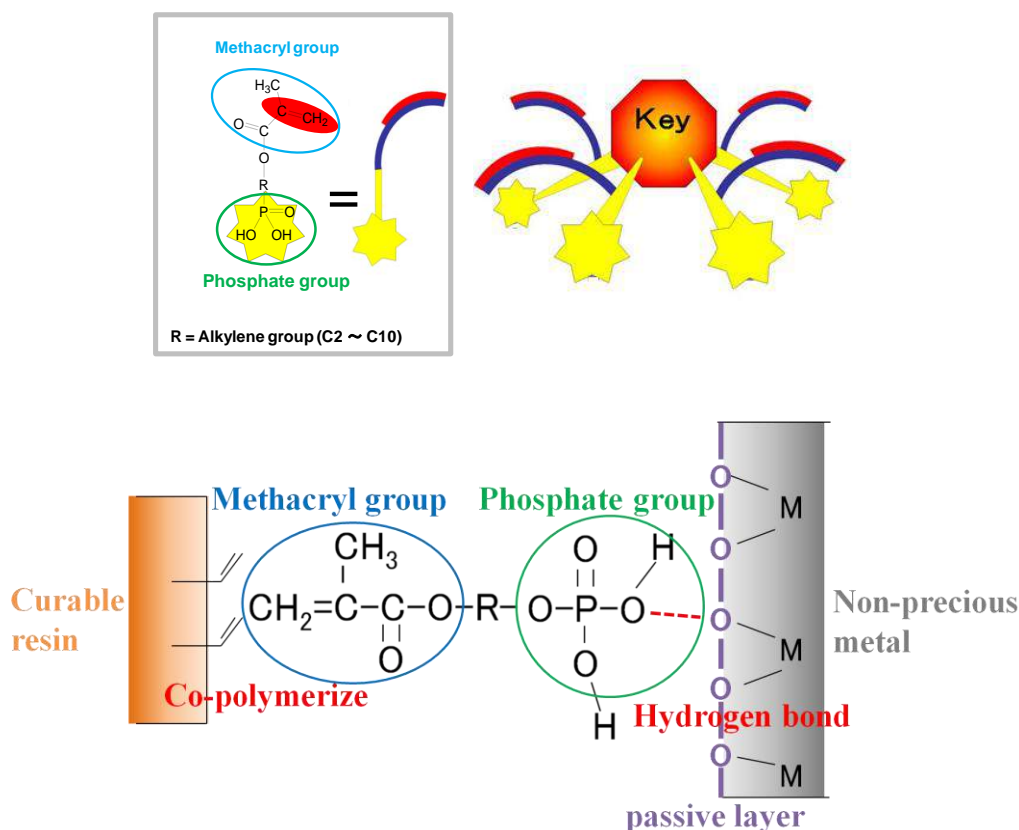 Methacryl group
H₃C
C=CH₂
O=C
O
R
P=O
HO OH
Phosphate group
R = Alkylene group (C2 ～ C10)
=
Key
Methacryl group
Phosphate group
CH₃
O
H
CH₂=C-C-O-R-O-P-O
O
O
H
Curable
resin
Co-polymerize
Hydrogen bond
O
M
O
O
M
O
O
M
Non-precious
metal
passive layer